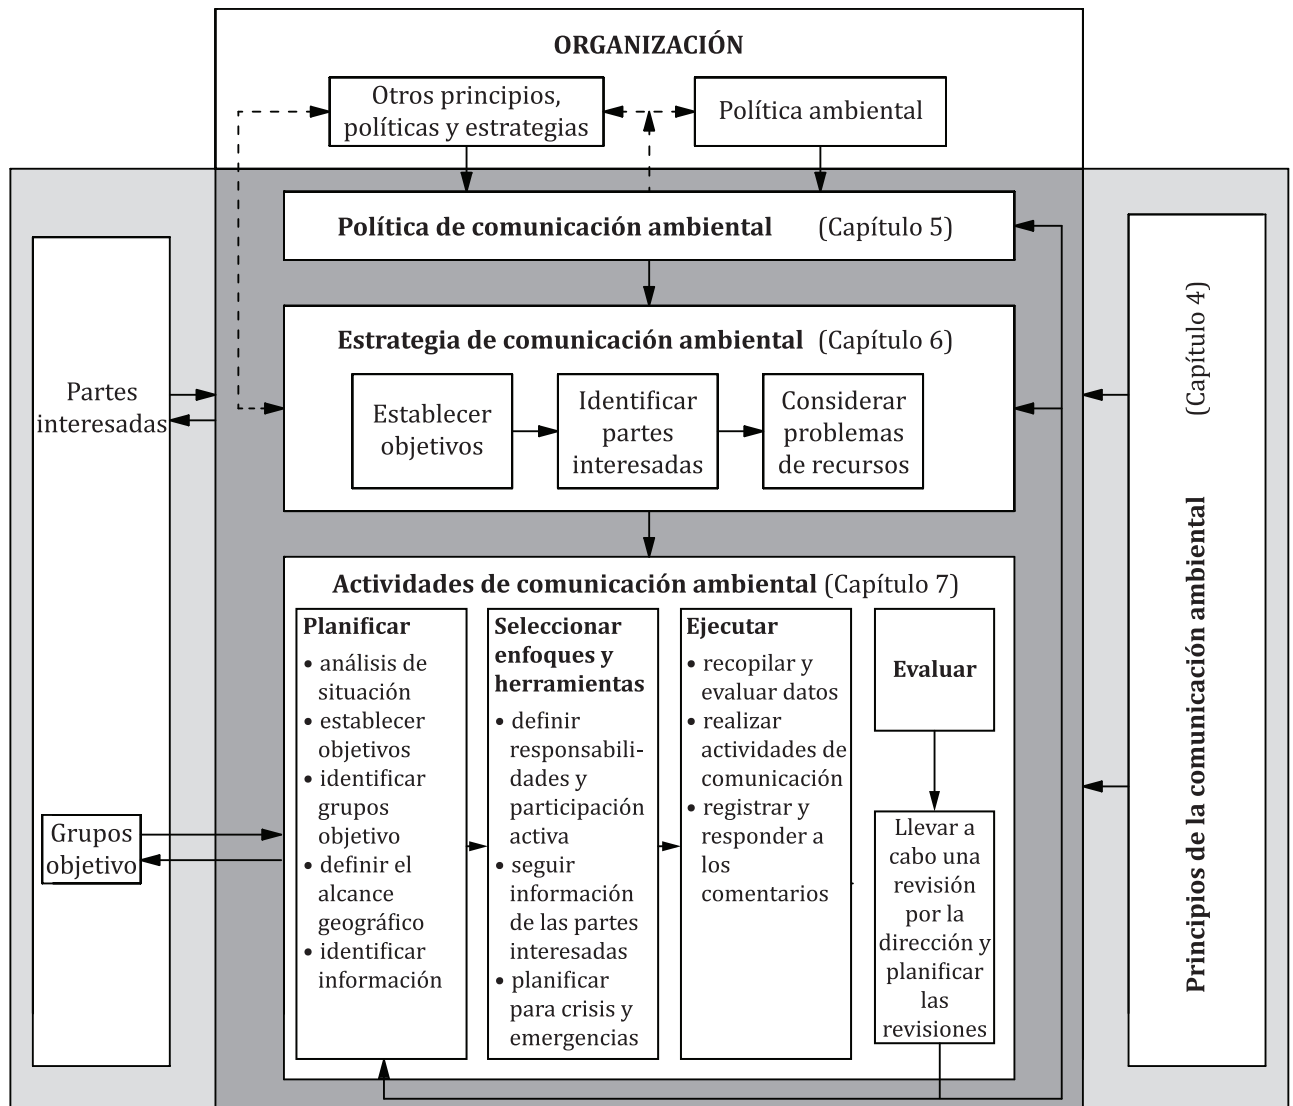 ORGANIZACIÓN
Otros principios,
políticas y estrategias
Política ambiental
Política de comunicación ambiental (Capítulo 5)
Estrategia de comunicación ambiental (Capítulo 6)
Establecer
objetivos
Identificar
partes
interesadas
Considerar
problemas
de recursos
Partes
interesadas
Grupos
objetivo
Actividades de comunicación ambiental (Capítulo 7)
Planificar
• análisis de
situación
• establecer
objetivos
• identificar
grupos
objetivo
• definir el
alcance
geográfico
• identificar
información
Seleccionar
enfoques y
herramientas
• definir
responsabili-
dades y
participación
activa
• seguir
información
de las partes
interesadas
• planificar
para crisis y
emergencias
Ejecutar
• recopilar y
evaluar datos
• realizar
actividades de
comunicación
• registrar y
responder a
los
comentarios
Evaluar
Llevar a
cabo una
revisión
por la
dirección y
planificar
las
revisiones
Principios de la comunicación ambiental (Capítulo 4)